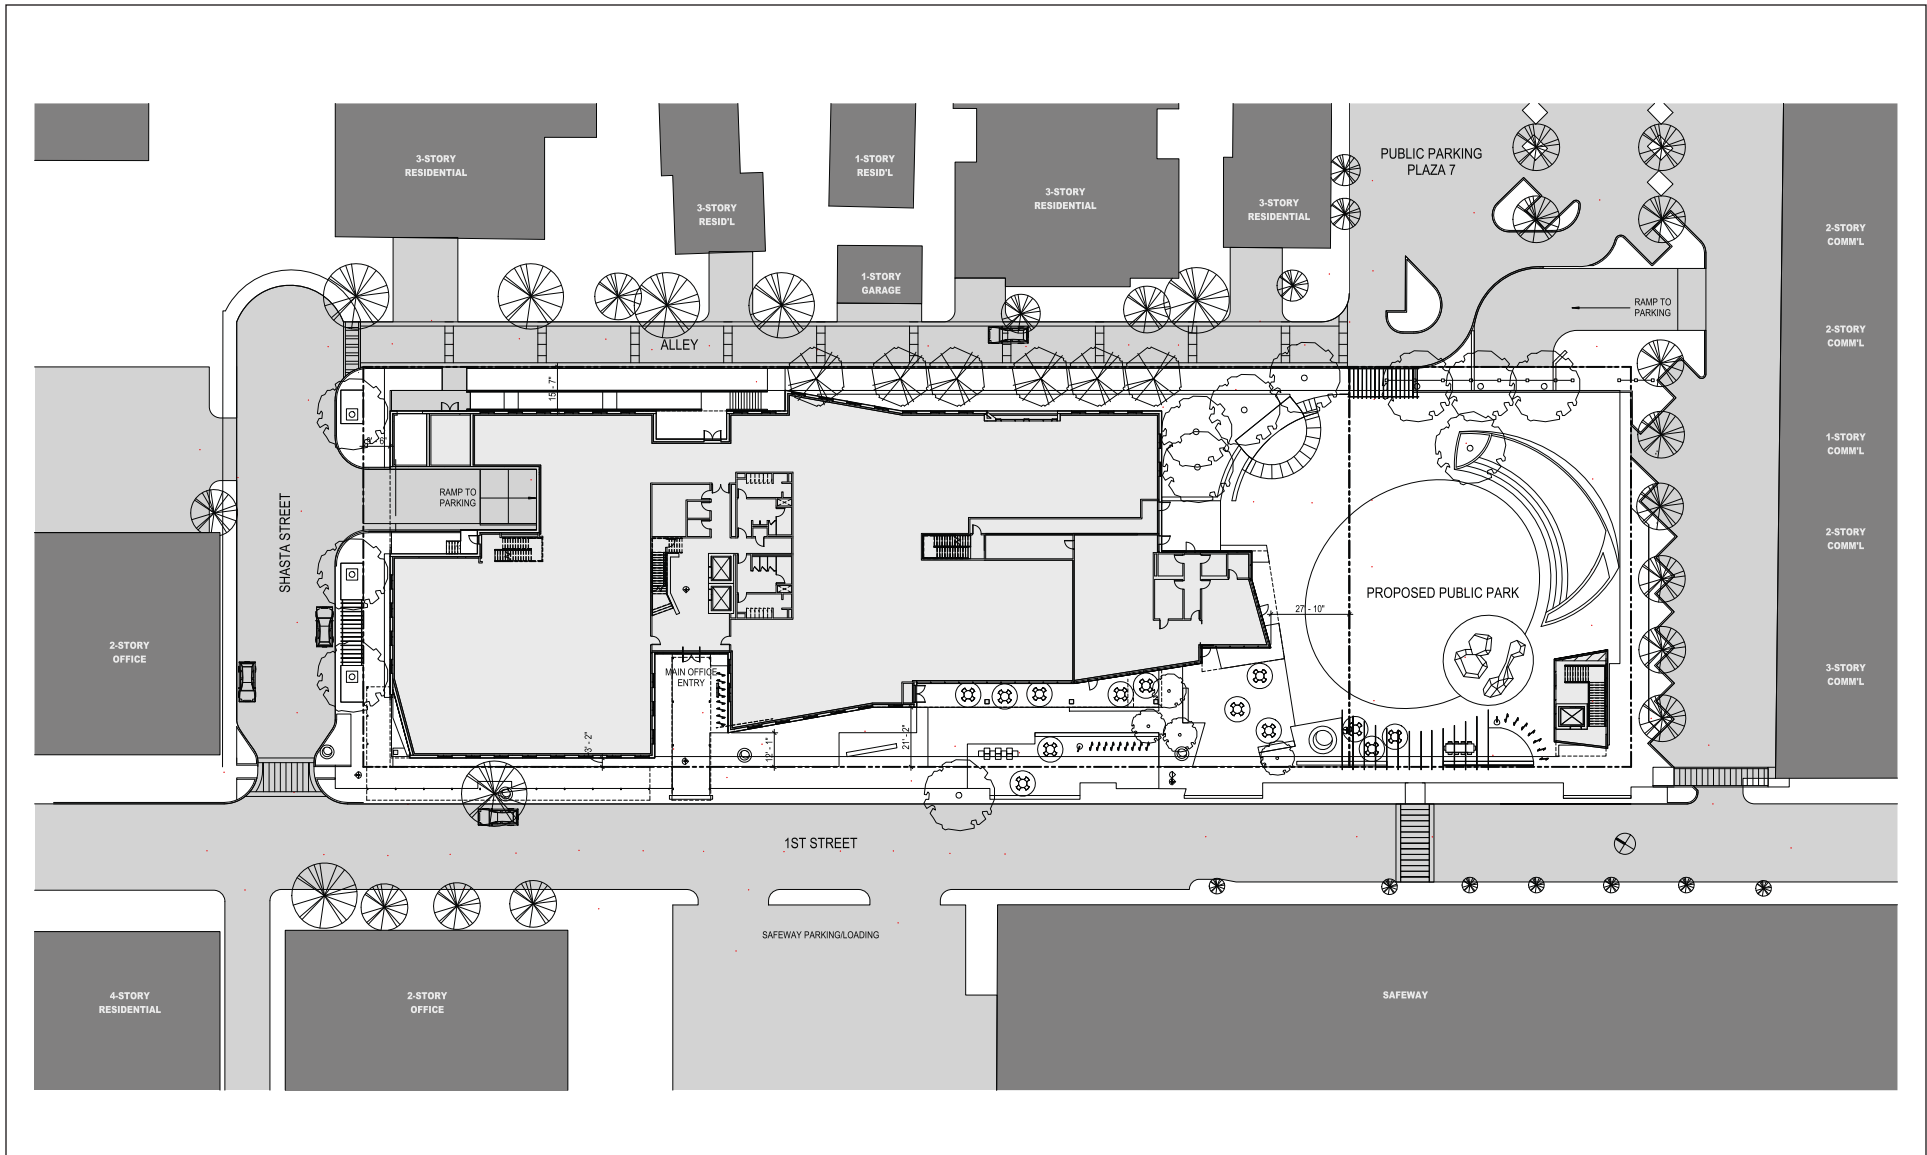 3-STORY
RESIDENTIAL
3-STORY
RESID'L
1-STORY
RESID'L
3-STORY
RESIDENTIAL
3-STORY
RESIDENTIAL
PUBLIC PARKING
PLAZA 7
2-STORY
COMM'L
1-STORY
GARAGE
RAMP TO
PARKING
2-STORY
COMM'L
ALLEY
15' - 7"
1-STORY
COMM'L
RAMP TO
PARKING
SHASTA STREET
2-STORY
COMM'L
PROPOSED PUBLIC PARK
27' - 10"
2-STORY
OFFICE
MAIN OFFICE
ENTRY
3-STORY
COMM'L
3' - 2"
12' - 1"
21' - 2"
1ST STREET
SAFEWAY PARKING/LOADING
4-STORY
RESIDENTIAL
2-STORY
OFFICE
SAFEWAY